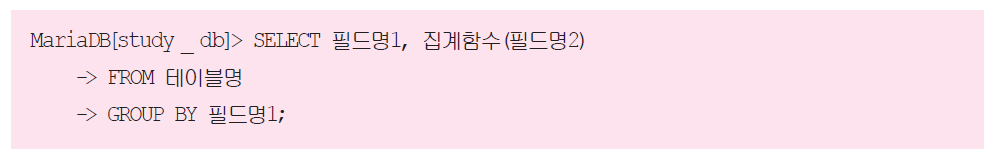 MariaDB[study _ db]> SELECT 필드명1, 집계함수(필드명2)
-> FROM 테이블명
-> GROUP BY 필드명1;